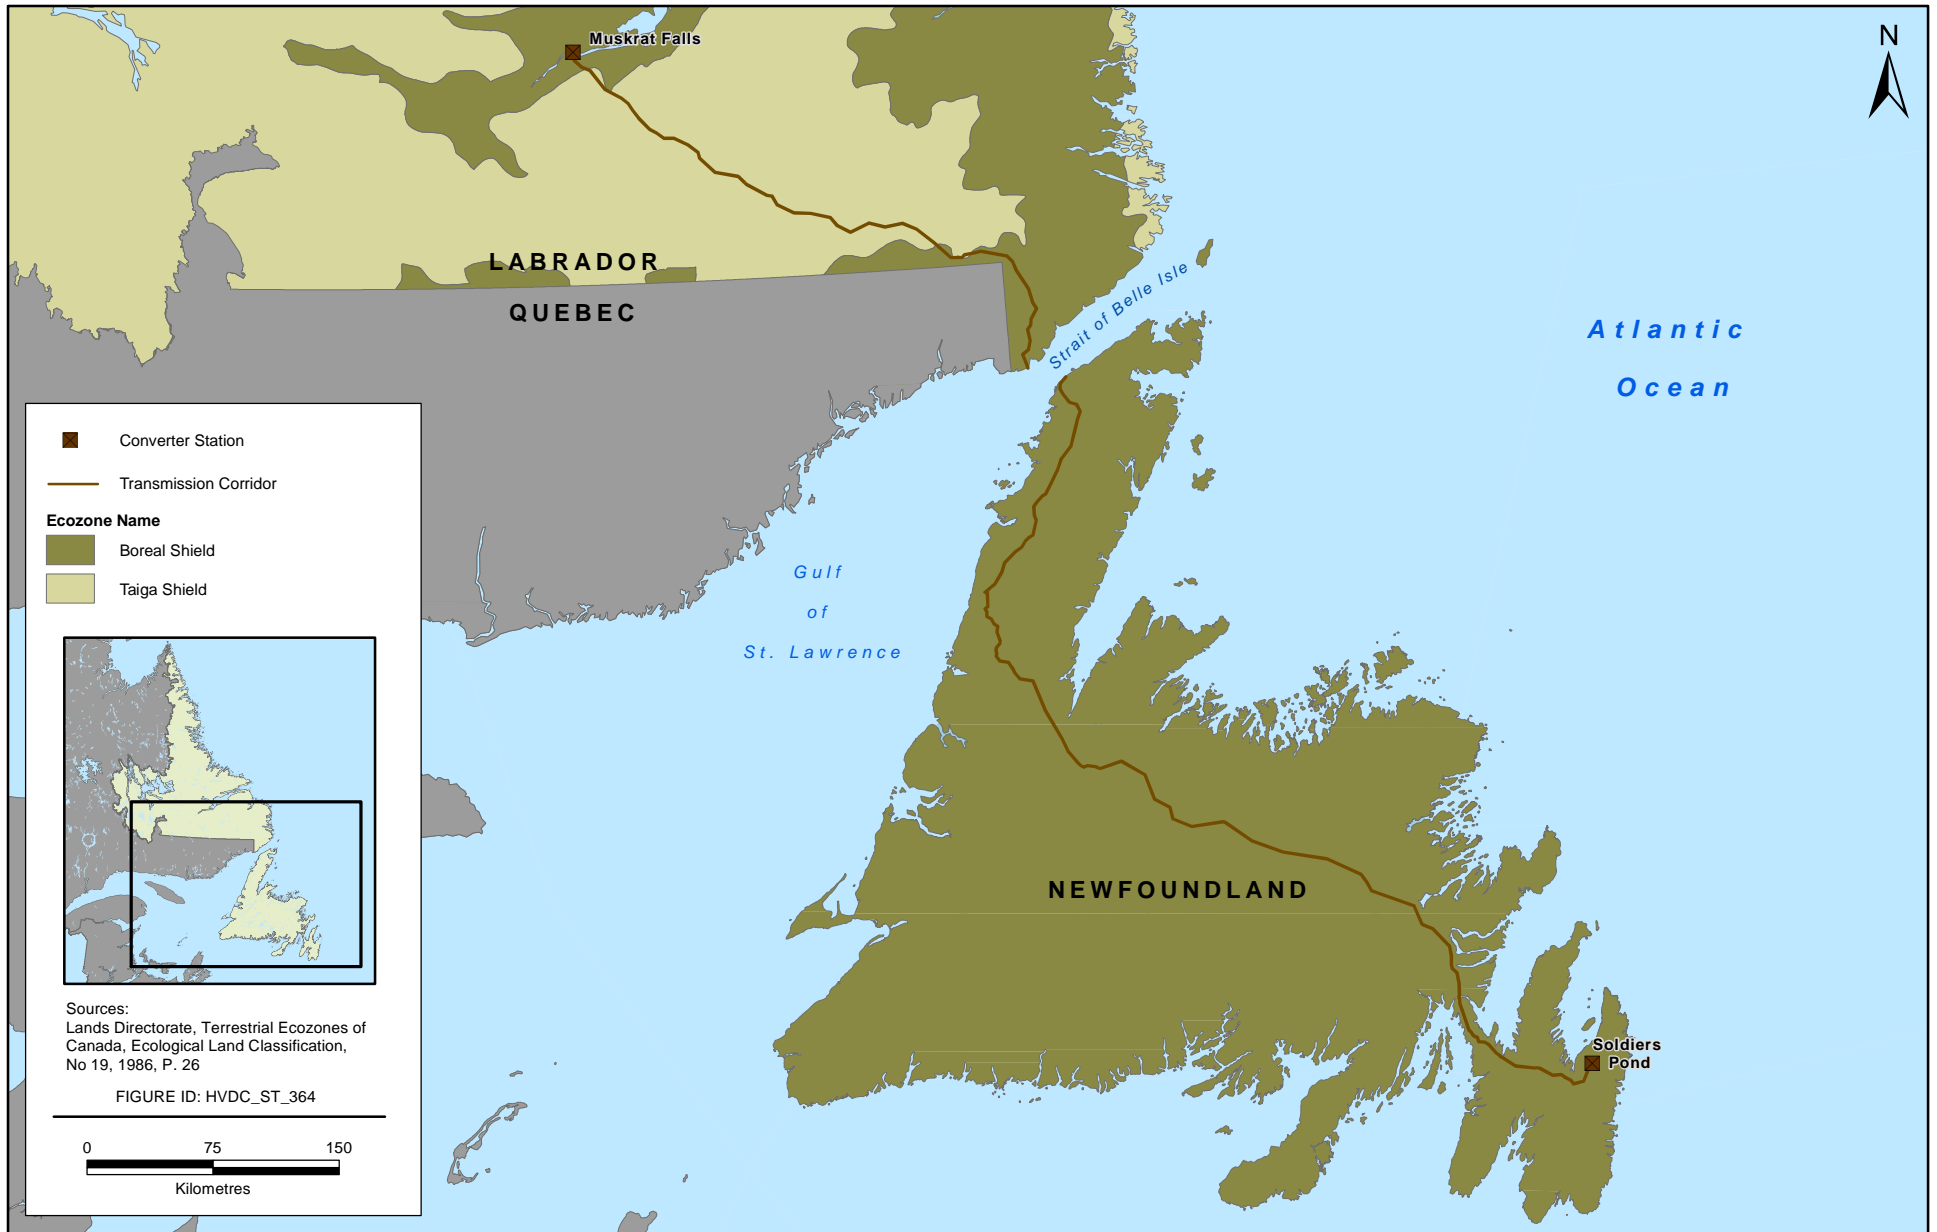 Muskrat Falls
N
LABRADOR
QUEBEC
Strait of Belle Isle
Atlantic
Ocean
Gulf
of
St. Lawrence
NEWFOUNDLAND
Soldiers
Pond
Converter Station
Transmission Corridor
Ecozone Name
Boreal Shield
Taiga Shield
Sources:
Lands Directorate, Terrestrial Ecozones of
Canada, Ecological Land Classification,
No 19, 1986, P. 26
FIGURE ID: HVDC_ST_364
0 75 150
Kilometres